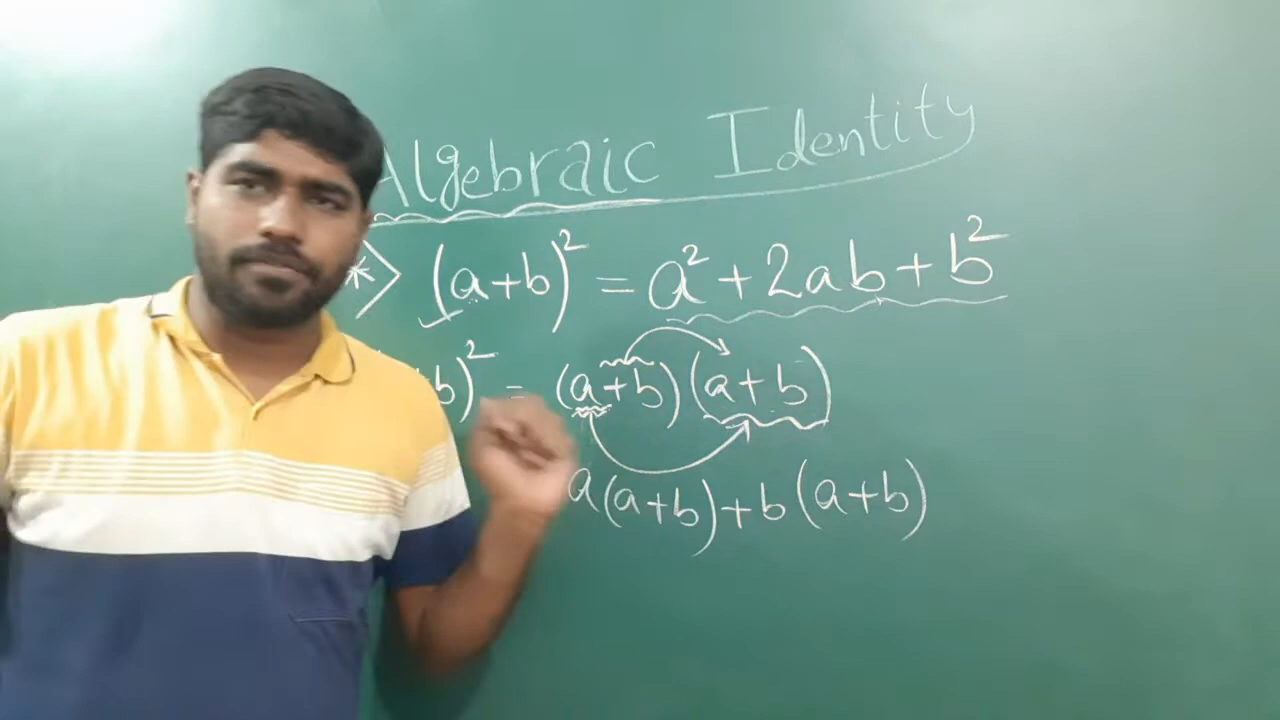 Algebraic Identity
* (a+b)² = a² + 2ab + b²
b)² = (a+b)(a+b)
a(a+b)+b(a+b)